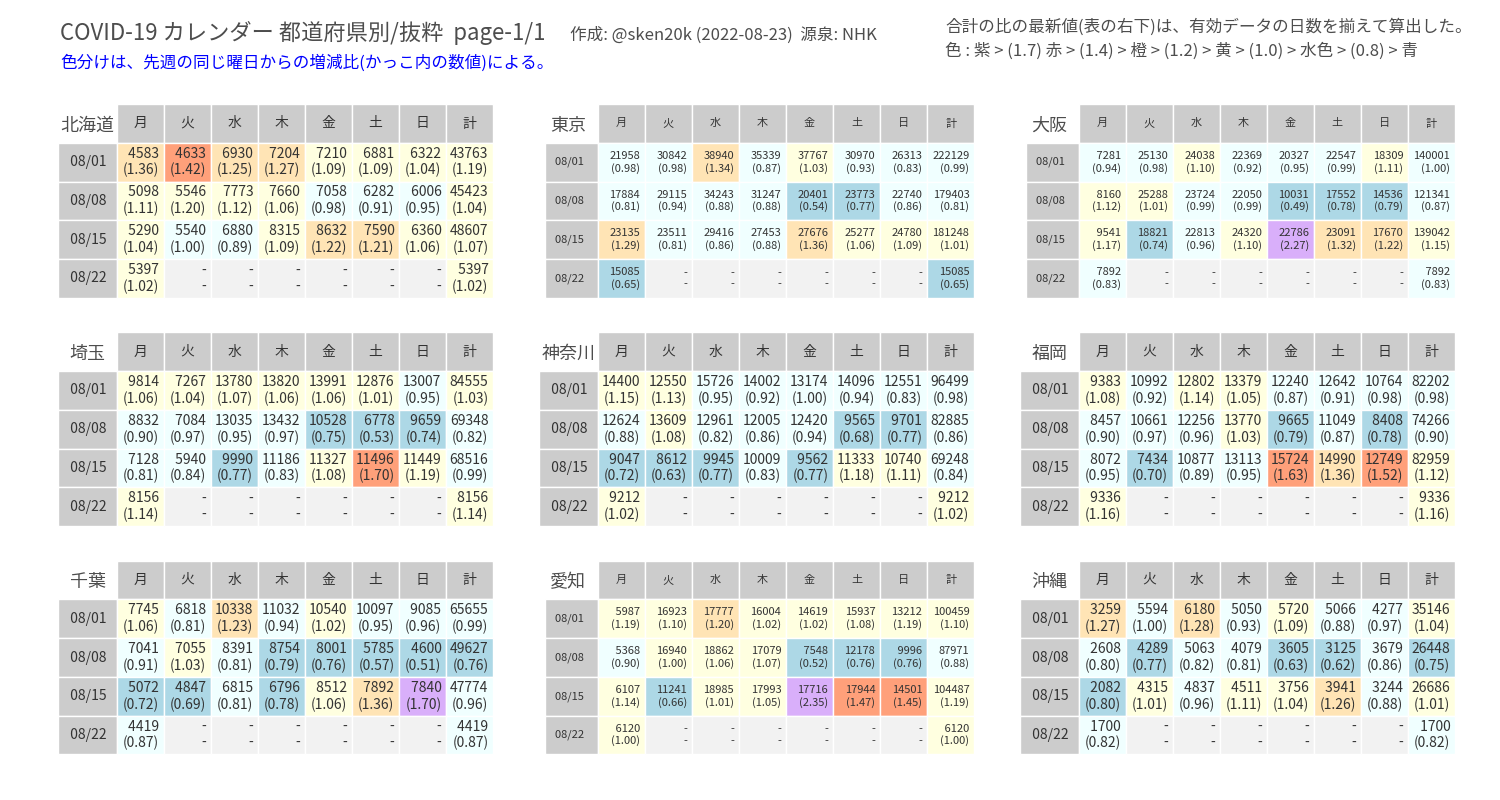 COVID-19 カレンダー 都道府県別/抜粋 page-1/1 作成: @sken20k (2022-08-23) 源泉: NHK
合計の比の最新値(表の右下)は、有効データの日数を揃えて算出した。
色分けは、先週の同じ曜日からの増減比(かっこ内の数値)による。
色 : 紫 > (1.7) 赤 > (1.4) > 橙 > (1.2) > 黄 > (1.0) > 水色 > (0.8) > 青
北海道 月 火 水 木 金 土 日 計
08/01 4583 4633 6930 7204 7210 6881 6322 43763
(1.36) (1.42) (1.25) (1.27) (1.09) (1.09) (1.04) (1.19)
08/08 5098 5546 7773 7660 7058 6282 6006 45423
(1.11) (1.20) (1.12) (1.06) (0.98) (0.91) (0.95) (1.04)
08/15 5290 5540 6880 8315 8632 7590 6360 48607
(1.04) (1.00) (0.89) (1.09) (1.22) (1.21) (1.06) (1.07)
08/22 5397 - - - - - - 5397
(1.02) - - - - - - (1.02)
東京 月 火 水 木 金 土 日 計
08/01 21958 30842 38940 35339 37767 30970 26313 222129
(0.98) (0.98) (1.34) (0.87) (1.03) (0.93) (0.83) (0.99)
08/08 17884 29115 34243 31247 20401 23773 22740 179403
(0.81) (0.94) (0.88) (0.88) (0.54) (0.77) (0.86) (0.81)
08/15 23135 23511 29416 27453 27676 25277 24780 181248
(1.29) (0.81) (0.86) (0.88) (1.36) (1.06) (1.09) (1.01)
08/22 15085 - - - - - - 15085
(0.65) - - - - - - (0.65)
大阪 月 火 水 木 金 土 日 計
08/01 7281 25130 24038 22369 20327 22547 18309 140001
(0.94) (0.98) (1.10) (0.92) (0.95) (0.99) (1.11) (1.00)
08/08 8160 25288 23724 22050 10031 17552 14536 121341
(1.12) (1.01) (0.99) (0.99) (0.49) (0.78) (0.79) (0.87)
08/15 9541 18821 22813 24320 22786 23091 17670 139042
(1.17) (0.74) (0.96) (1.10) (2.27) (1.32) (1.22) (1.15)
08/22 7892 - - - - - - 7892
(0.83) - - - - - - (0.83)
埼玉 月 火 水 木 金 土 日 計
08/01 9814 7267 13780 13820 13991 12876 13007 84555
(1.06) (1.04) (1.07) (1.06) (1.06) (1.01) (0.95) (1.03)
08/08 8832 7084 13035 13432 10528 6778 9659 69348
(0.90) (0.97) (0.95) (0.97) (0.75) (0.53) (0.74) (0.82)
08/15 7128 5940 9990 11186 11327 11496 11449 68516
(0.81) (0.84) (0.77) (0.83) (1.08) (1.70) (1.19) (0.99)
08/22 8156 - - - - - - 8156
(1.14) - - - - - - (1.14)
神奈川 月 火 水 木 金 土 日 計
08/01 14400 12550 15726 14002 13174 14096 12551 96499
(1.15) (1.13) (0.95) (0.92) (1.00) (0.94) (0.83) (0.98)
08/08 12624 13609 12961 12005 12420 9565 9701 82885
(0.88) (1.08) (0.82) (0.86) (0.94) (0.68) (0.77) (0.86)
08/15 9047 8612 9945 10009 9562 11333 10740 69248
(0.72) (0.63) (0.77) (0.83) (0.77) (1.18) (1.11) (0.84)
08/22 9212 - - - - - - 9212
(1.02) - - - - - - (1.02)
福岡 月 火 水 木 金 土 日 計
08/01 9383 10992 12802 13379 12240 12642 10764 82202
(1.08) (0.92) (1.14) (1.05) (0.87) (0.91) (0.98) (0.98)
08/08 8457 10661 12256 13770 9665 11049 8408 74266
(0.90) (0.97) (0.96) (1.03) (0.79) (0.87) (0.78) (0.90)
08/15 8072 7434 10877 13113 15724 14990 12749 82959
(0.95) (0.70) (0.89) (0.95) (1.63) (1.36) (1.52) (1.12)
08/22 9336 - - - - - - 9336
(1.16) - - - - - - (1.16)
千葉 月 火 水 木 金 土 日 計
08/01 7745 6818 10338 11032 10540 10097 9085 65655
(1.06) (0.81) (1.23) (0.94) (1.02) (0.95) (0.96) (0.99)
08/08 7041 7055 8391 8754 8001 5785 4600 49627
(0.91) (1.03) (0.81) (0.79) (0.76) (0.57) (0.51) (0.76)
08/15 5072 4847 6815 6796 8512 7892 7840 47774
(0.72) (0.69) (0.81) (0.78) (1.06) (1.36) (1.70) (0.96)
08/22 4419 - - - - - - 4419
(0.87) - - - - - - (0.87)
愛知 月 火 水 木 金 土 日 計
08/01 5987 16923 17777 16004 14619 15937 13212 100459
(1.19) (1.10) (1.20) (1.02) (1.02) (1.08) (1.19) (1.10)
08/08 5368 16940 18862 17079 7548 12178 9996 87971
(0.90) (1.00) (1.06) (1.07) (0.52) (0.76) (0.76) (0.88)
08/15 6107 11241 18985 17993 17716 17944 14501 104487
(1.14) (0.66) (1.01) (1.05) (2.35) (1.47) (1.45) (1.19)
08/22 6120 - - - - - - 6120
(1.00) - - - - - - (1.00)
沖縄 月 火 水 木 金 土 日 計
08/01 3259 5594 6180 5050 5720 5066 4277 35146
(1.27) (1.00) (1.28) (0.93) (1.09) (0.88) (0.97) (1.04)
08/08 2608 4289 5063 4079 3605 3125 3679 26448
(0.80) (0.77) (0.82) (0.81) (0.63) (0.62) (0.86) (0.75)
08/15 2082 4315 4837 4511 3756 3941 3244 26686
(0.80) (1.01) (0.96) (1.11) (1.04) (1.26) (0.88) (1.01)
08/22 1700 - - - - - - 1700
(0.82) - - - - - - (0.82)